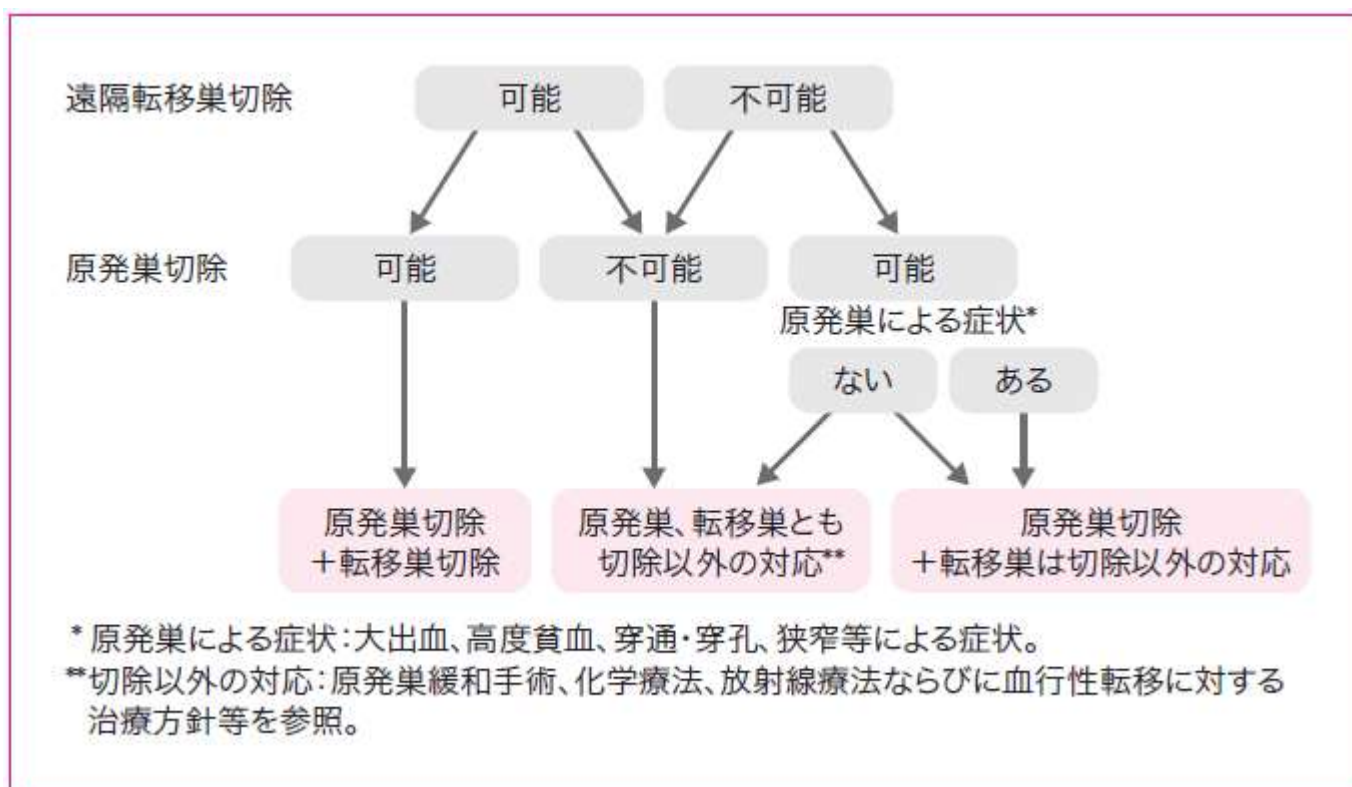 遠隔転移巣切除 可能 不可能
原発巣切除 可能 不可能 可能
原発巣による症状*
ない ある
原発巣切除 原発巣、転移巣とも 原発巣切除
＋転移巣切除 切除以外の対応** ＋転移巣は切除以外の対応
* 原発巣による症状：大出血、高度貧血、穿通・穿孔、狭窄等による症状。
**切除以外の対応：原発巣緩和手術、化学療法、放射線療法ならびに血行性転移に対する
治療方針等を参照。